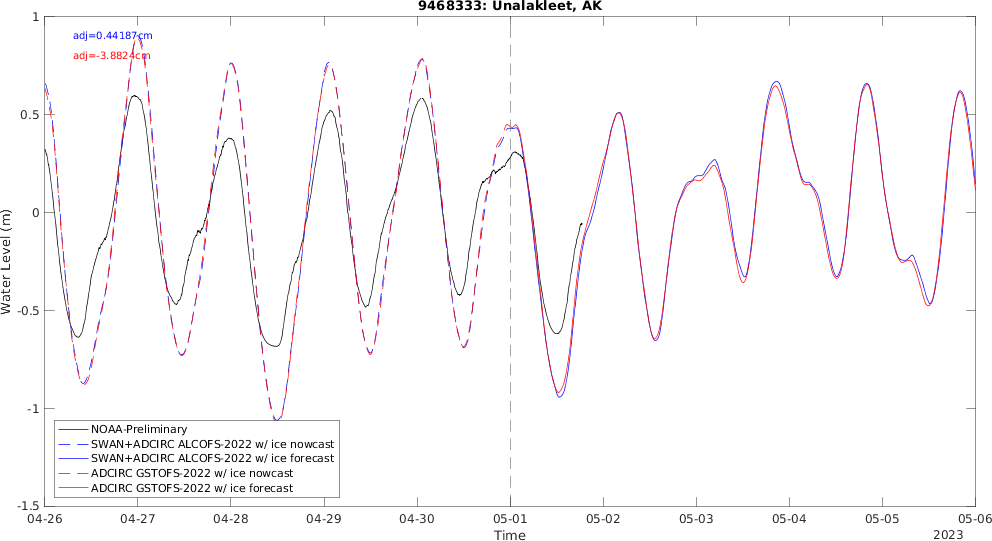 9468333: Unalakleet, AK
adj=0.44187cm
adj=-3.8824cm
1
0.5
0
-0.5
-1
-1.5
Water Level (m)
NOAA-Preliminary
SWAN+ADCIRC ALCOFS-2022 w/ ice nowcast
SWAN+ADCIRC ALCOFS-2022 w/ ice forecast
ADCIRC GSTOFS-2022 w/ ice nowcast
ADCIRC GSTOFS-2022 w/ ice forecast
04-26 04-27 04-28 04-29 04-30 05-01 05-02 05-03 05-04 05-05 05-06
Time
2023